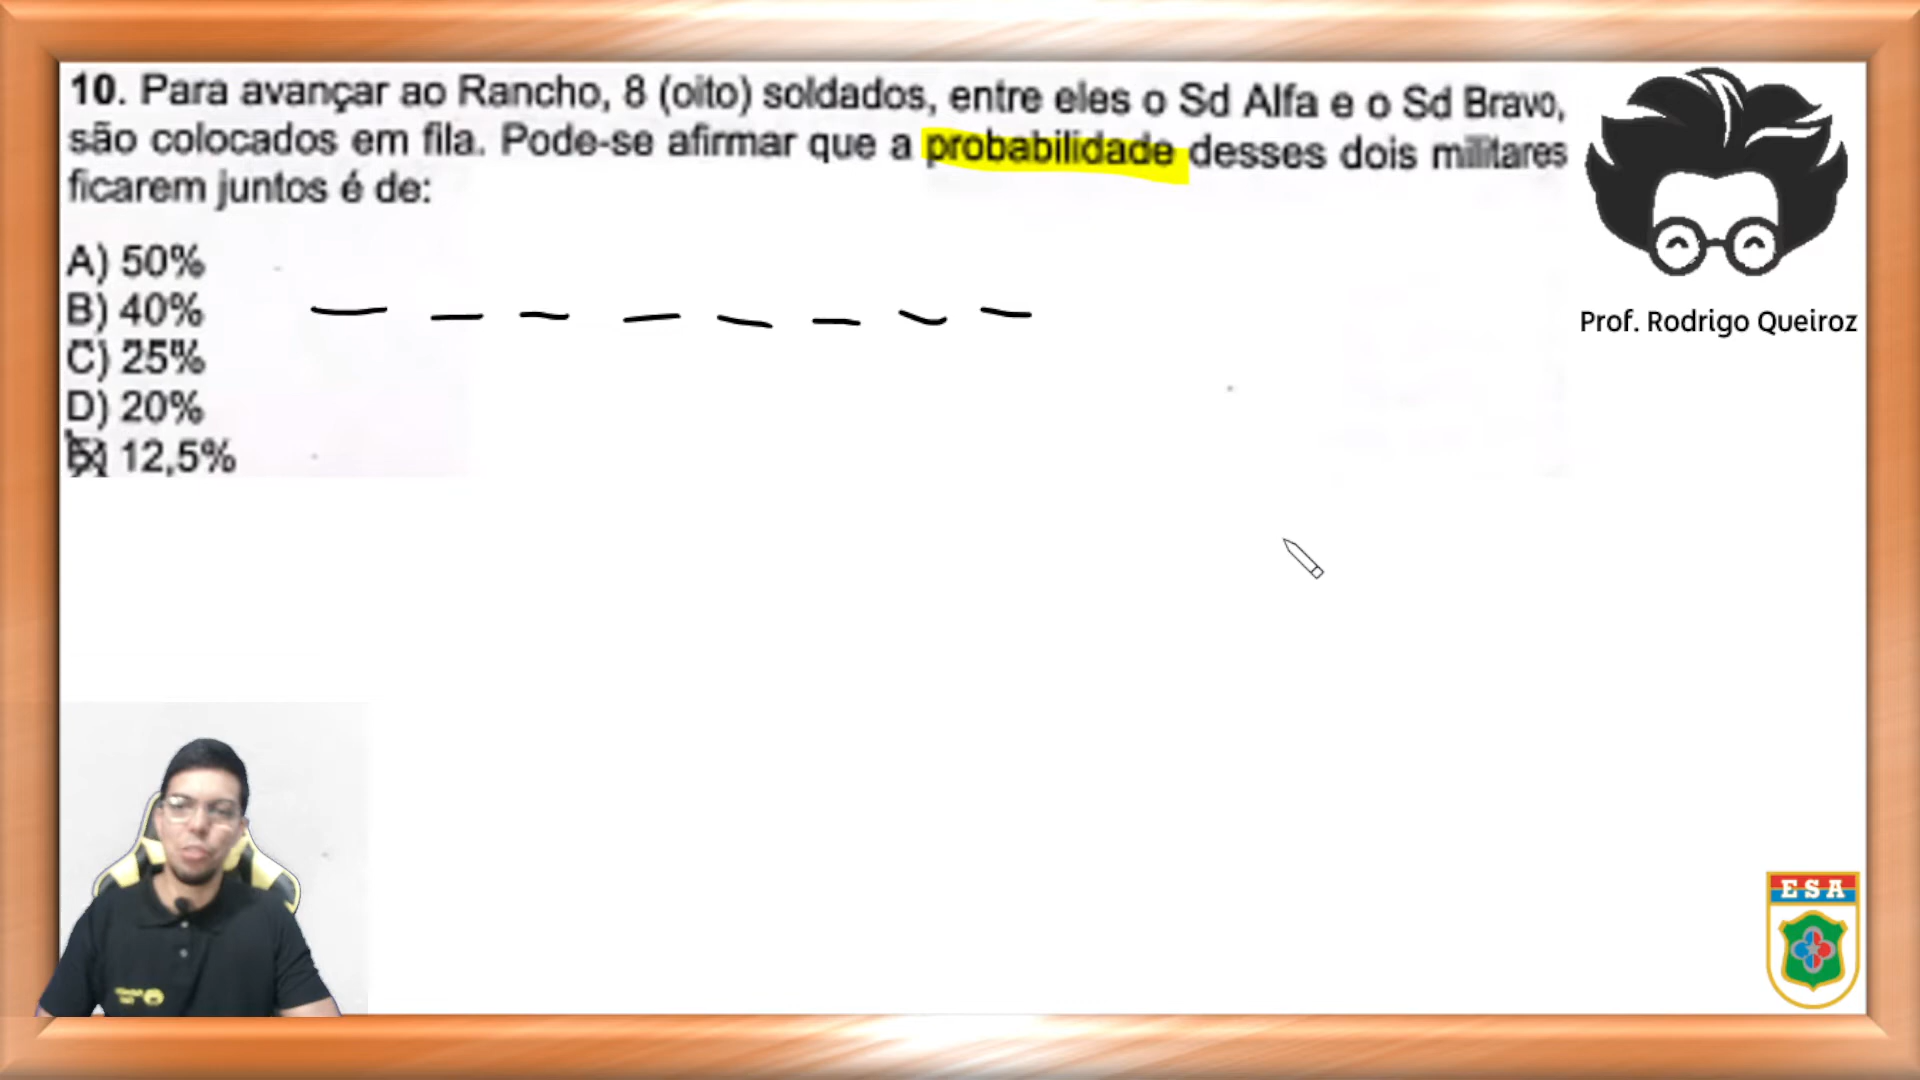 10. Para avançar ao Rancho, 8 (oito) soldados, entre eles o Sd Alfa e o Sd Bravo,
são colocados em fila. Pode-se afirmar que a probabilidade desses dois militares
ficarem juntos é de:
A) 50%
B) 40%
C) 25%
D) 20%
E) 12,5%
Prof. Rodrigo Queiroz
ESA